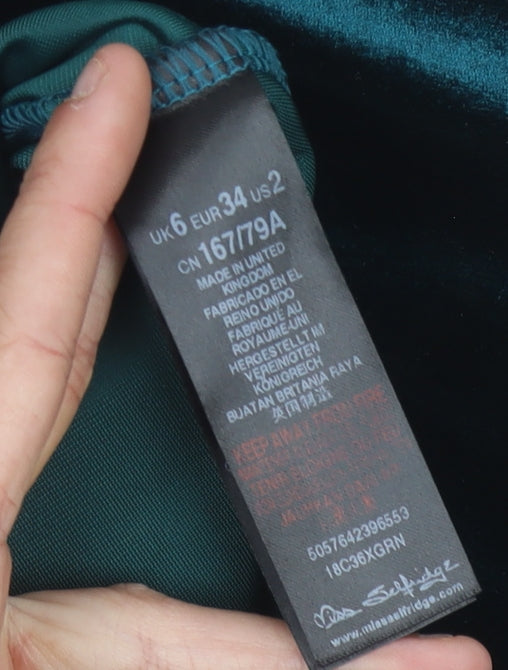 UK6 EUR34 US2
CN 167/79A
MADE IN UNITED
KINGDOM
FABRICADO EN EL
REINO UNIDO
FABRIQUE AU
ROYAUME-UNI
HERGESTELLT IM
VEREINIGTEN
KÖNIGREICH
BUATAN BRITANIA RAYA
英国制造
KEEP AWAY FROM FIRE
5057642396553
18C36XGRN
Miss Selfridge
www.missselfridge.com